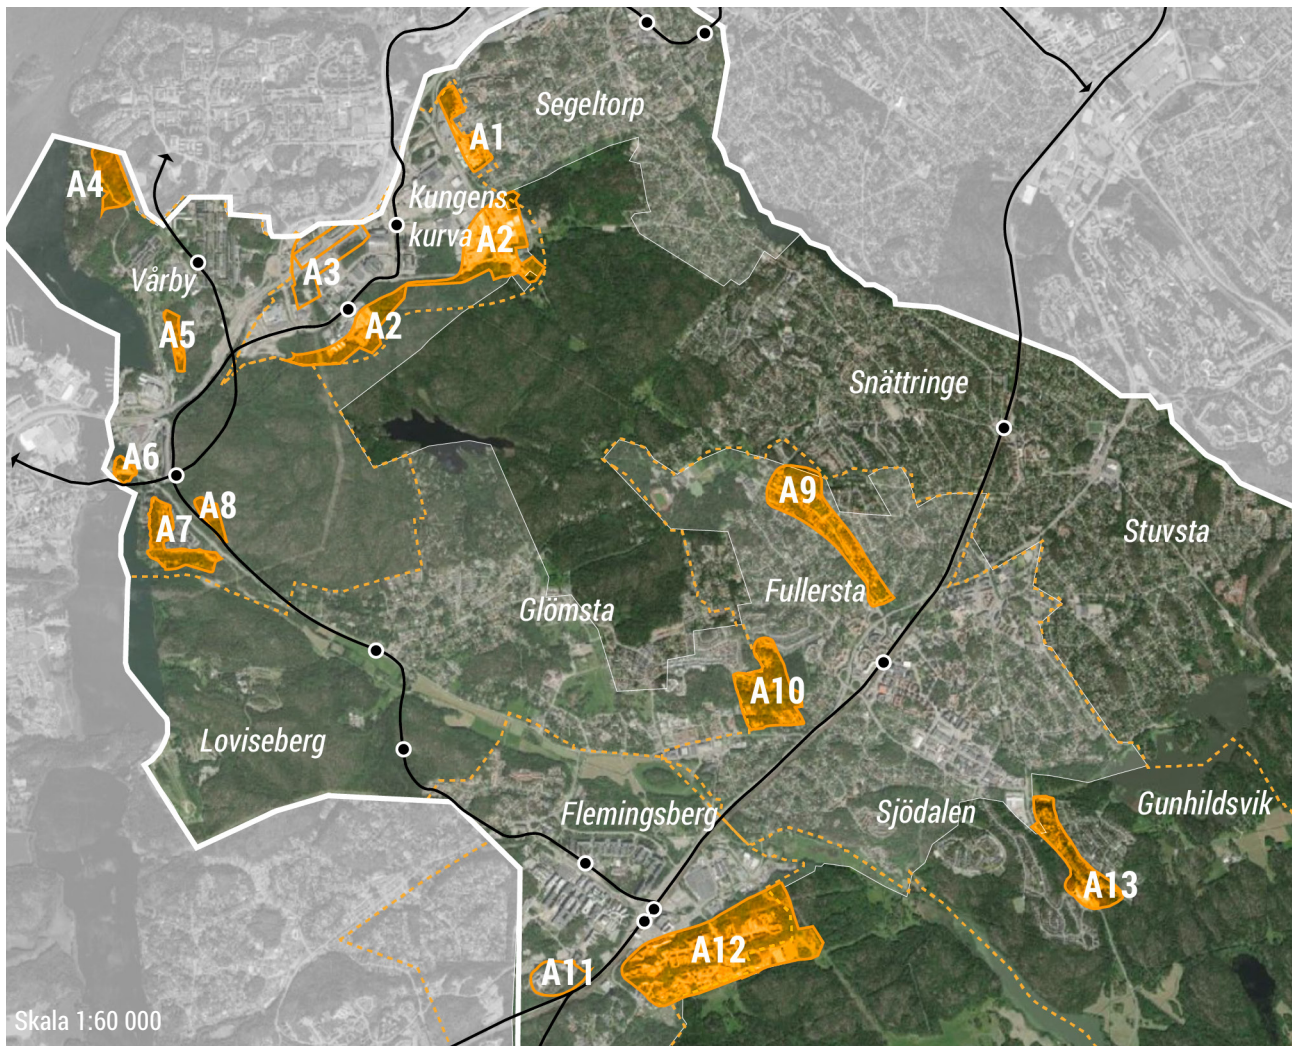 Segeltorp
A1
A4
Kungens
kurva
A2
A3
Vårby
A5
A2
Snättringe
A6
A9
A8
A7
Stuvsta
Fullersta
Glömsta
A10
Loviseberg
Flemingsberg
Sjödalen
Gunhildsvik
A13
A12
A11
Skala 1:60 000